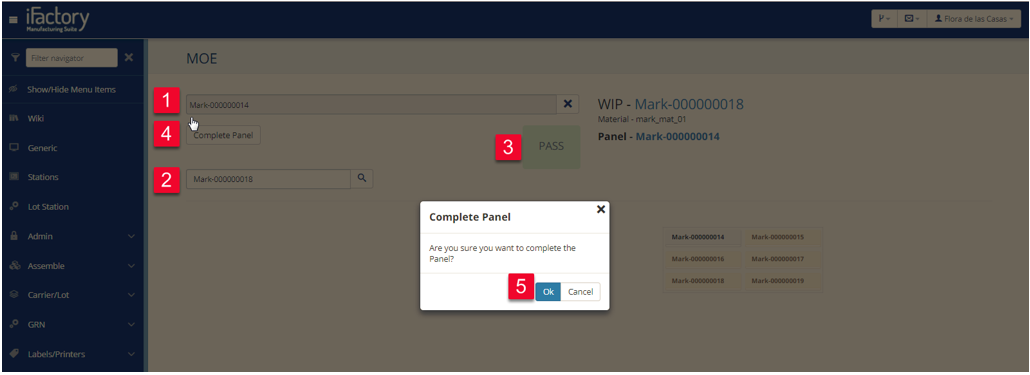 iFactory
Manufacturing Suite
Flora de las Casas
Filter navigator
MOE
Show/Hide Menu Items
1
Mark-000000014
WIP - Mark-000000018
Material - mark_mat_01
Wiki
4
Complete Panel
3
PASS
Panel - Mark-000000014
Generic
Stations
2
Mark-000000018
Lot Station
Complete Panel
Admin
Are you sure you want to complete the
Panel?
Mark-000000014
Mark-000000015
Assemble
Mark-000000016
Mark-000000017
Carrier/Lot
5
Ok
Cancel
Mark-000000018
Mark-000000019
GRN
Labels/Printers